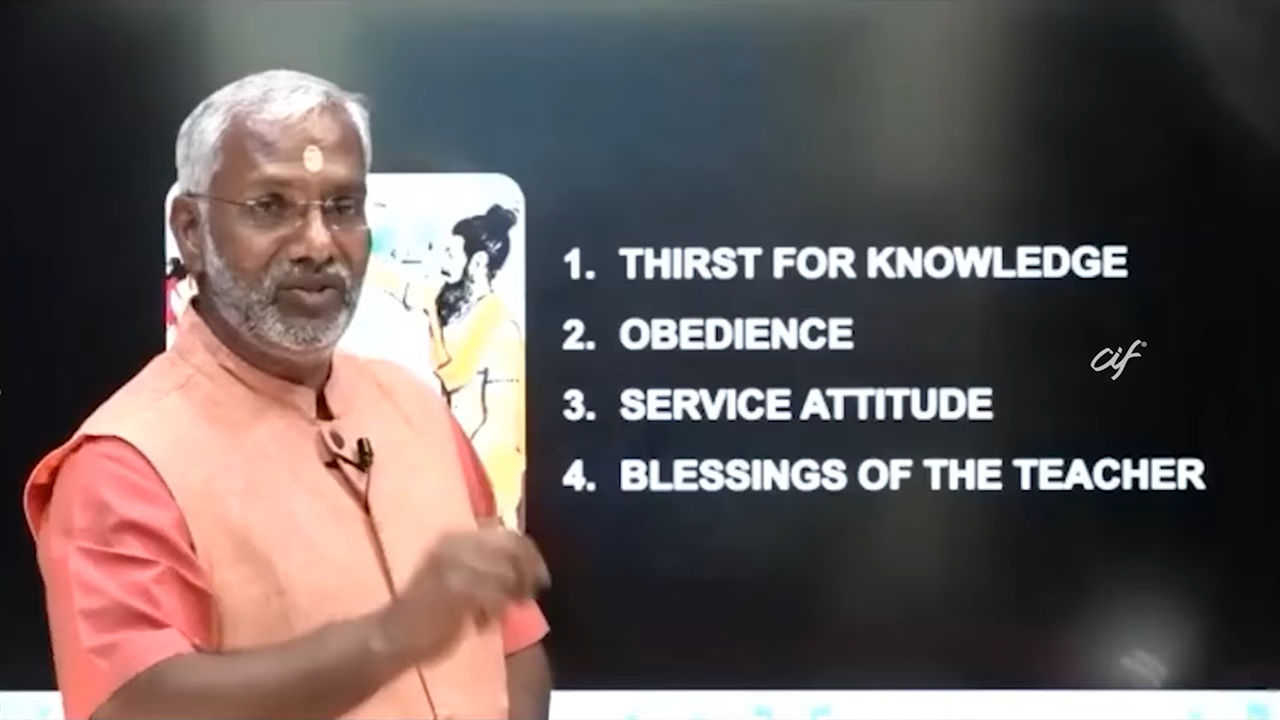 1. THIRST FOR KNOWLEDGE
2. OBEDIENCE
cif®
3. SERVICE ATTITUDE
4. BLESSINGS OF THE TEACHER